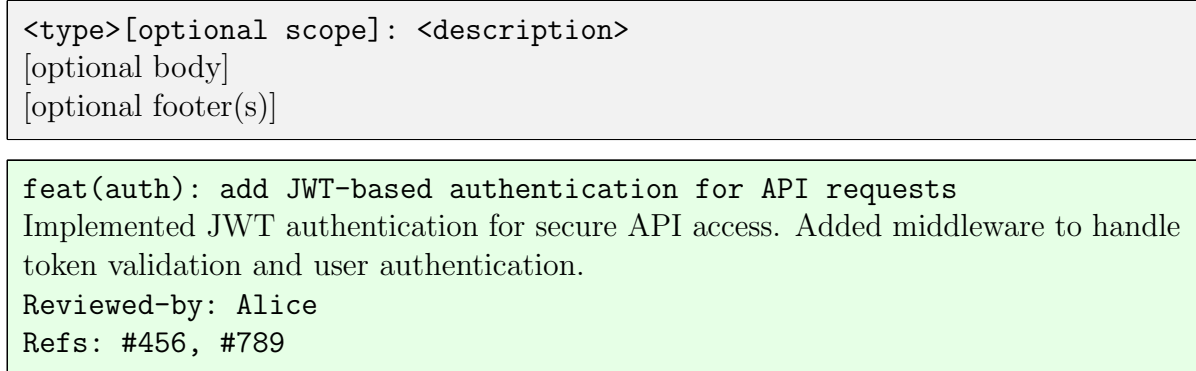 <type>[optional scope]: <description>
[optional body]
[optional footer(s)]
feat(auth): add JWT-based authentication for API requests
Implemented JWT authentication for secure API access. Added middleware to handle
token validation and user authentication.
Reviewed-by: Alice
Refs: #456, #789